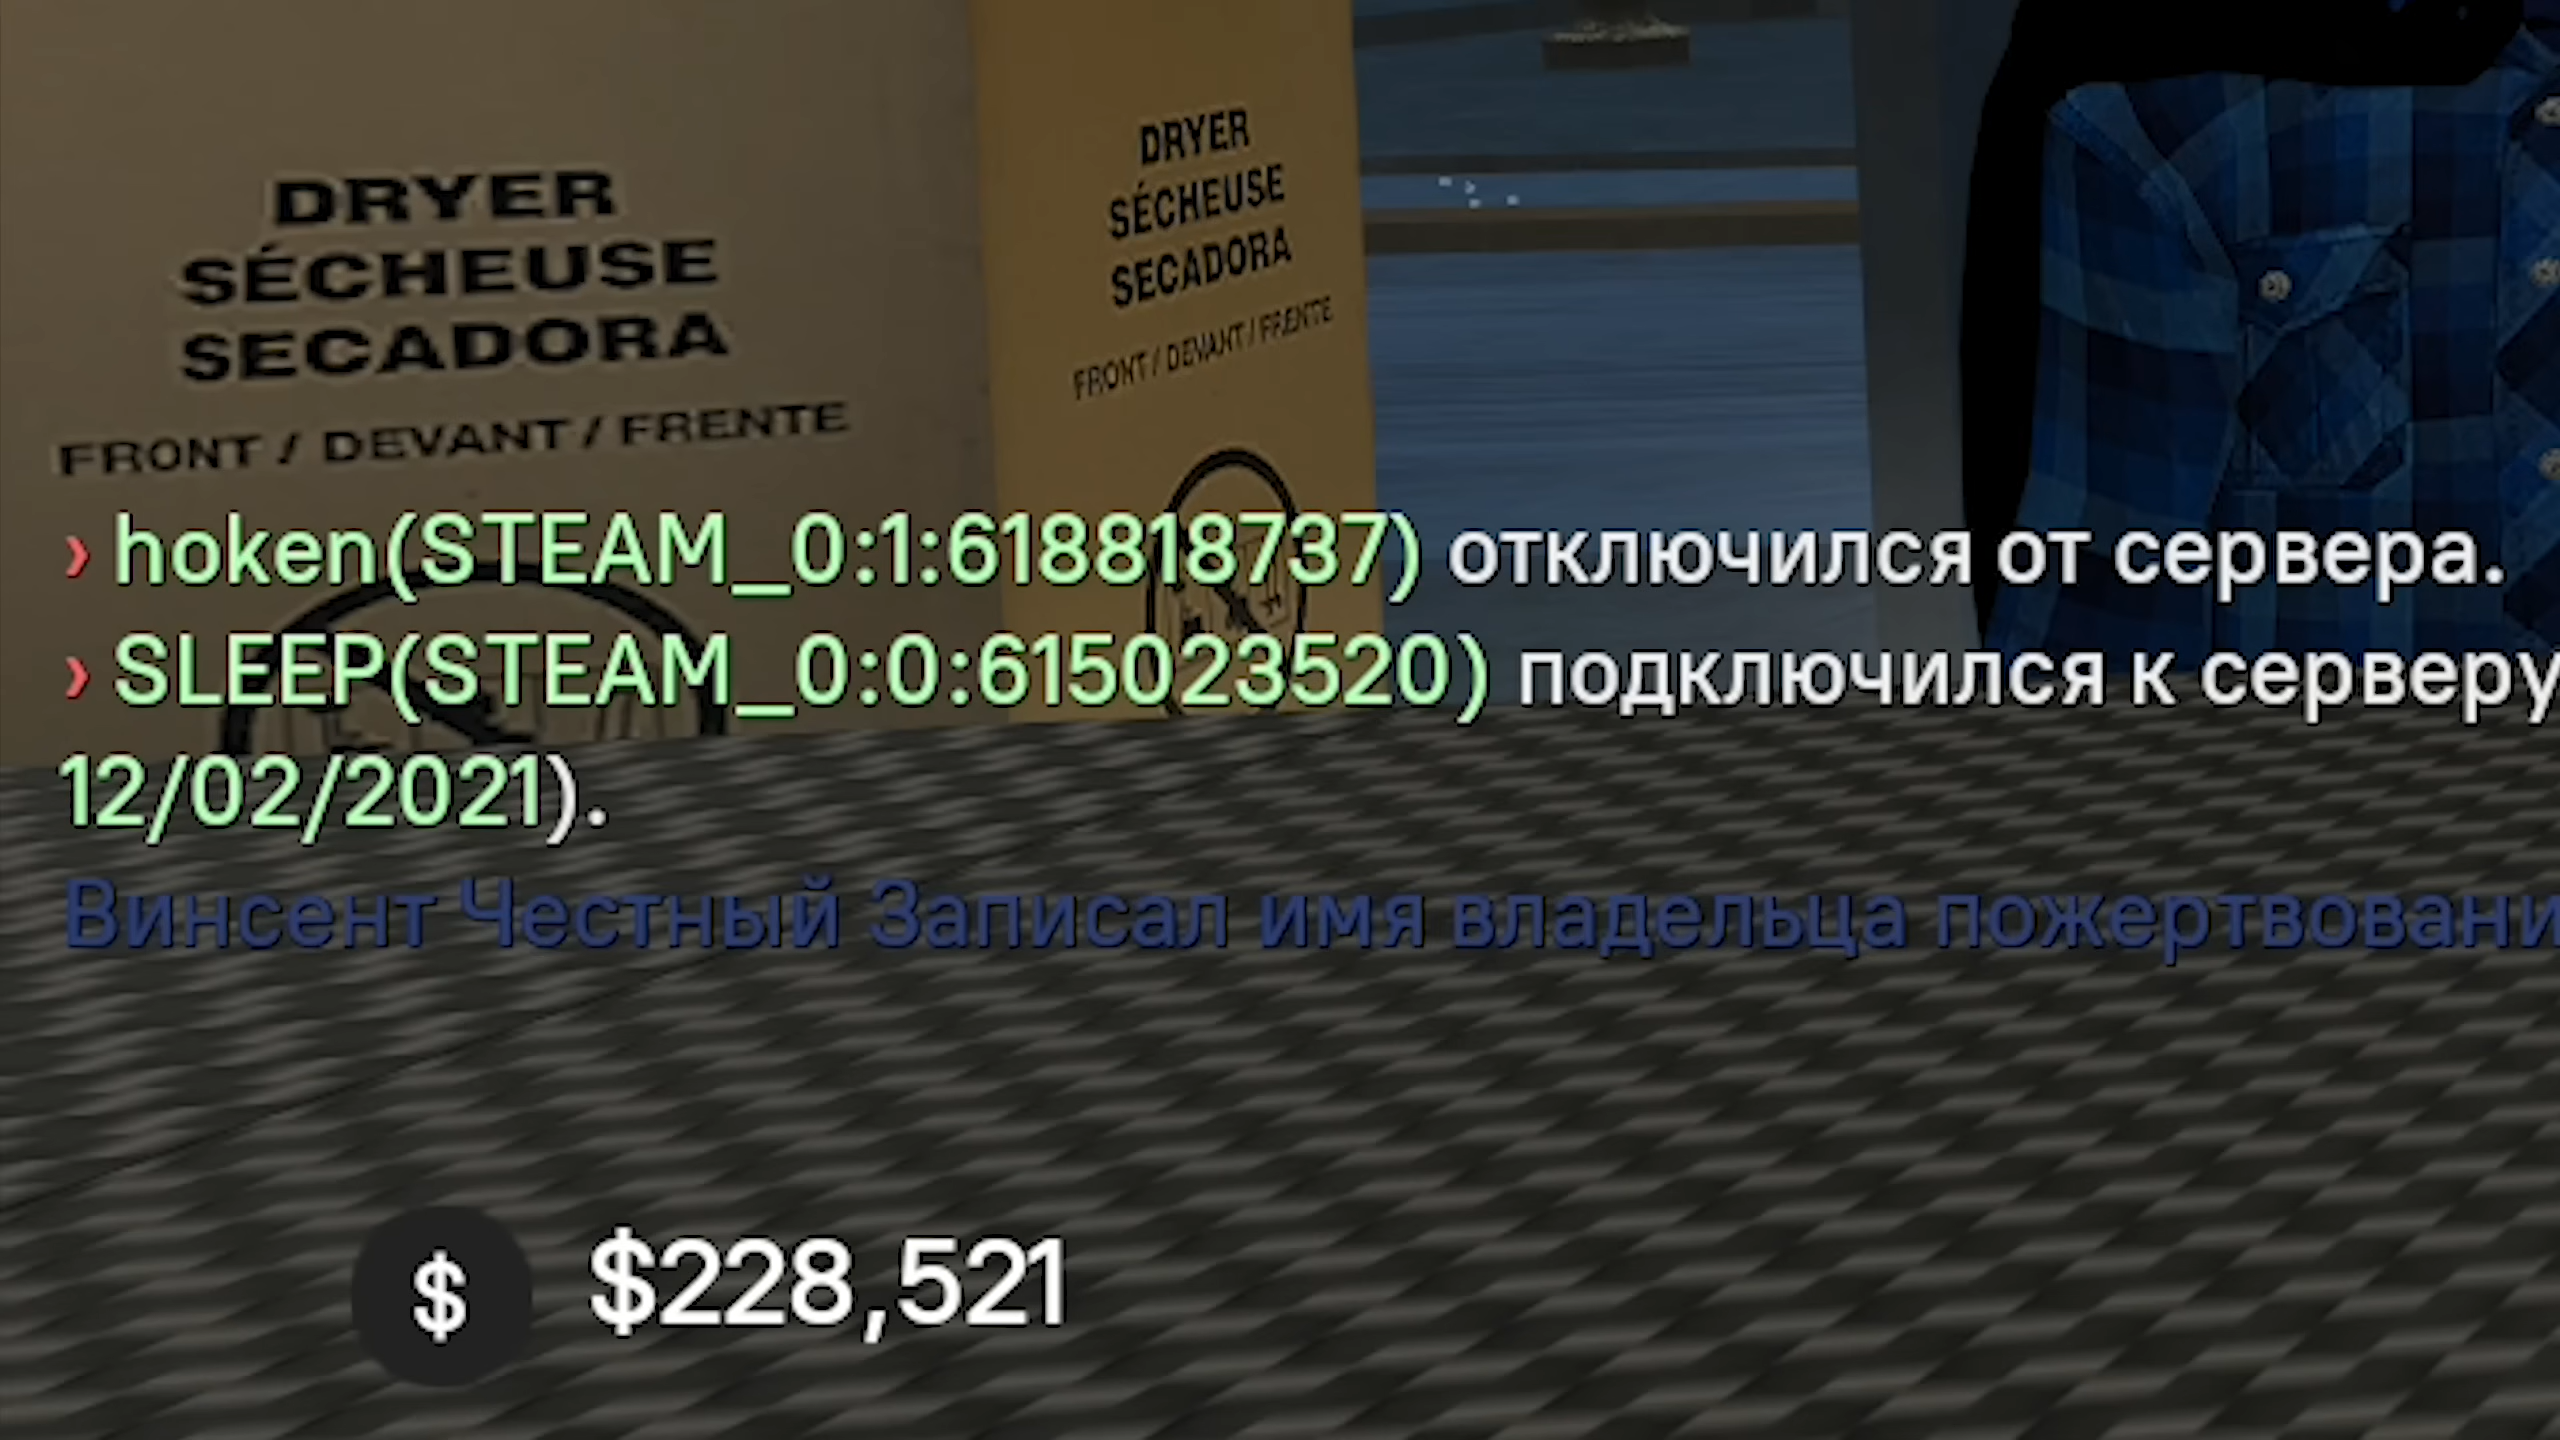 DRYER
SÉCHEUSE
SECADORA
FRONT / DEVANT / FRENTE
DRYER
SÉCHEUSE
SECADORA
FRONT / DEVANT / FRENTE
› hoken(STEAM_0:1:618818737) отключился от сервера.
› SLEEP(STEAM_0:0:615023520) подключился к серверу
12/02/2021).
Винсент Честный Записал имя владельца пожертвовани
$ $228,521